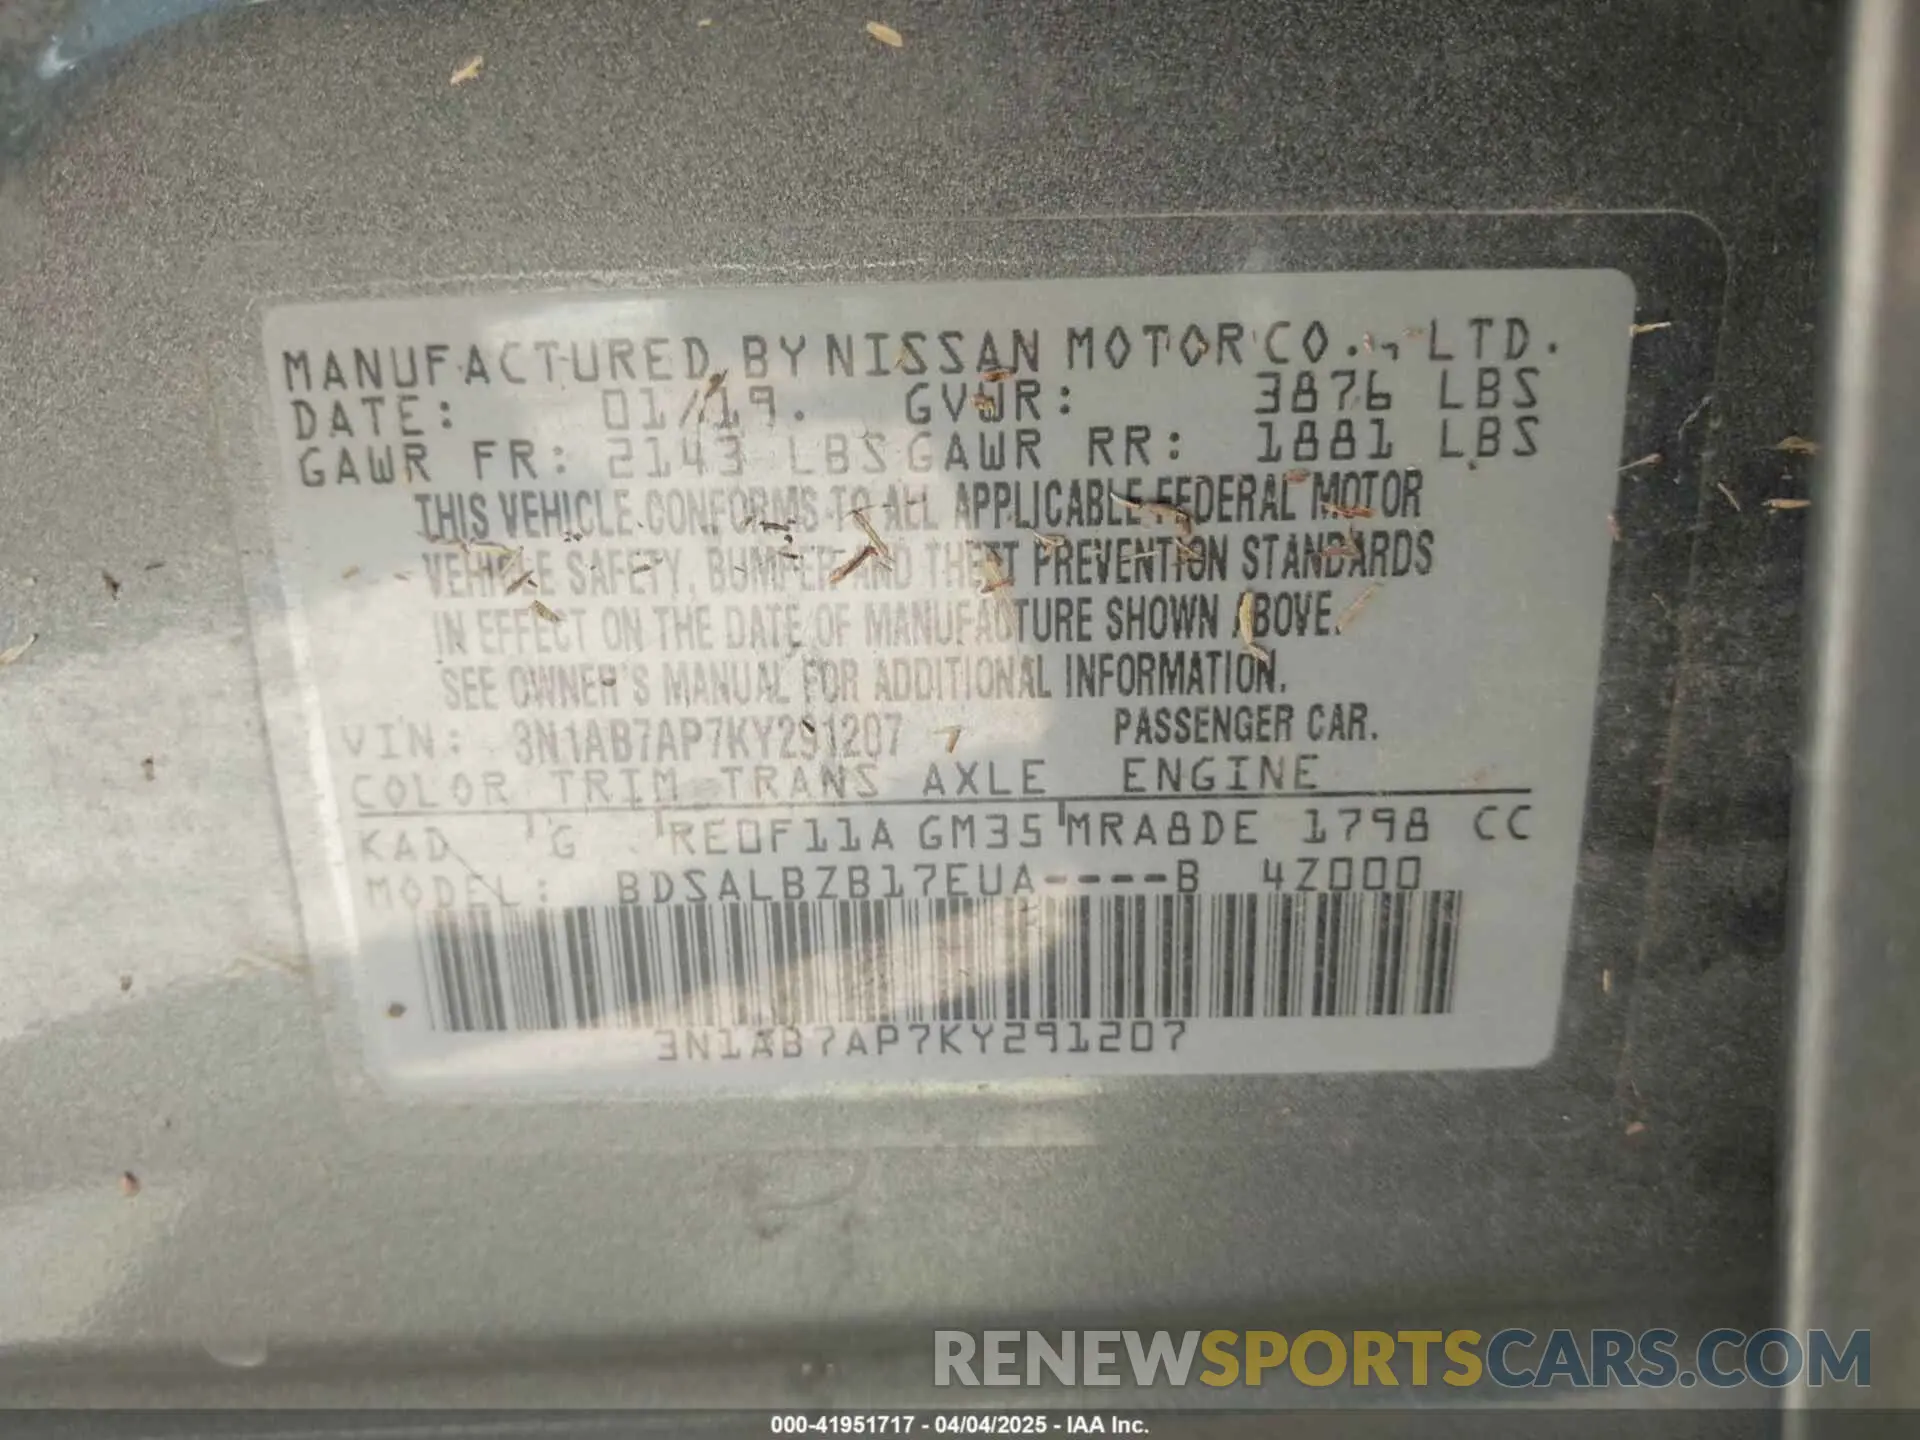 MANUFACTURED BY NISSAN MOTOR CO., LTD.
DATE: 01/19. GVWR: 3876 LBS
GAWR FR: 2143 LBS GAWR RR: 1881 LBS
THIS VEHICLE CONFORMS TO ALL APPLICABLE FEDERAL MOTOR
VEHICLE SAFETY, BUMPER AND THEFT PREVENTION STANDARDS
IN EFFECT ON THE DATE OF MANUFACTURE SHOWN ABOVE.
SEE OWNER'S MANUAL FOR ADDITIONAL INFORMATION.
VIN: 3N1AB7AP7KY291207 PASSENGER CAR.
COLOR TRIM TRANS AXLE ENGINE
KAD G RE0F11A GM35 MRA8DE 1798 CC
MODEL: BDSALBZB17EUA----B 4Z000
3N1AB7AP7KY291207
RENEWSPORTSCARS.COM
000-41951717 - 04/04/2025 - IAA Inc.